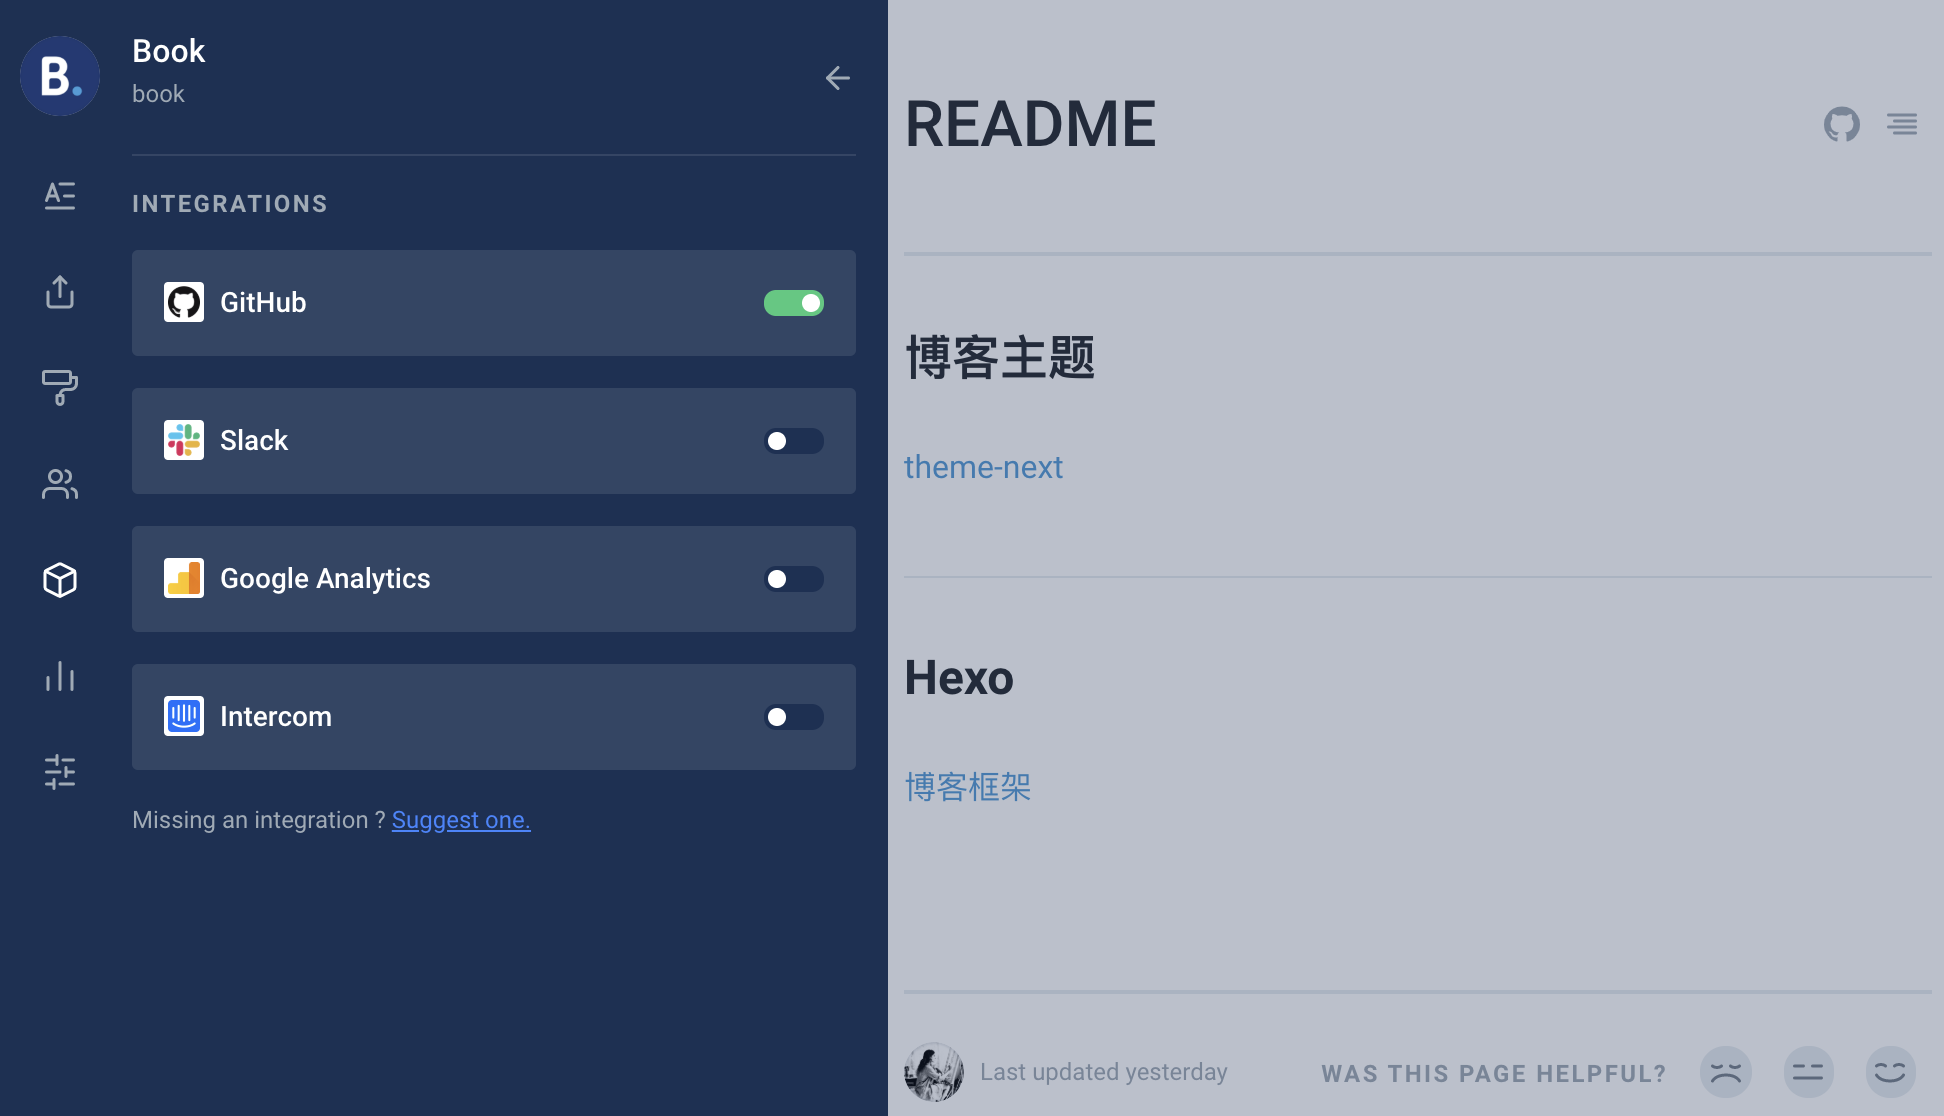 B.
Book
book
INTEGRATIONS
GitHub
Slack
Google Analytics
Intercom
Missing an integration ? Suggest one.
README
博客主题
theme-next
Hexo
博客框架
Last updated yesterday
WAS THIS PAGE HELPFUL?